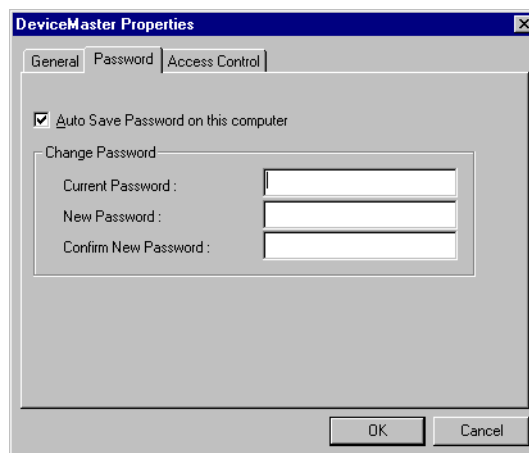 DeviceMaster Properties
General Password Access Control
Auto Save Password on this computer
Change Password
Current Password :
New Password :
Confirm New Password :
OK Cancel